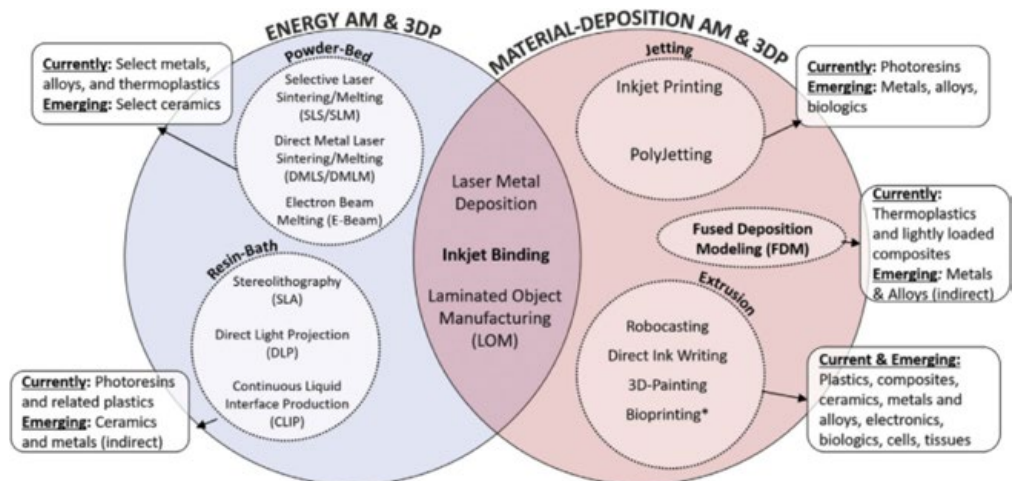 ENERGY AM & 3DP
MATERIAL-DEPOSITION AM & 3DP
Currently: Select metals,
alloys, and thermoplastics
Emerging: Select ceramics
Powder-Bed
Selective Laser
Sintering/Melting
(SLS/SLM)
Direct Metal Laser
Sintering/Melting
(DMLS/DMLM)
Electron Beam
Melting (E-Beam)
Resin-Bath
Stereolithography
(SLA)
Direct Light Projection
(DLP)
Continuous Liquid
Interface Production
(CLIP)
Currently: Photoresins
and related plastics
Emerging: Ceramics
and metals (indirect)
Laser Metal
Deposition
Inkjet Binding
Laminated Object
Manufacturing
(LOM)
Jetting
Inkjet Printing
PolyJetting
Currently: Photoresins
Emerging: Metals, alloys,
biologics
Fused Deposition
Modeling (FDM)
Currently:
Thermoplastics
and lightly loaded
composites
Emerging: Metals
& Alloys (indirect)
Extrusion
Robocasting
Direct Ink Writing
3D-Painting
Bioprinting*
Current & Emerging:
Plastics, composites,
ceramics, metals and
alloys, electronics,
biologics, cells, tissues